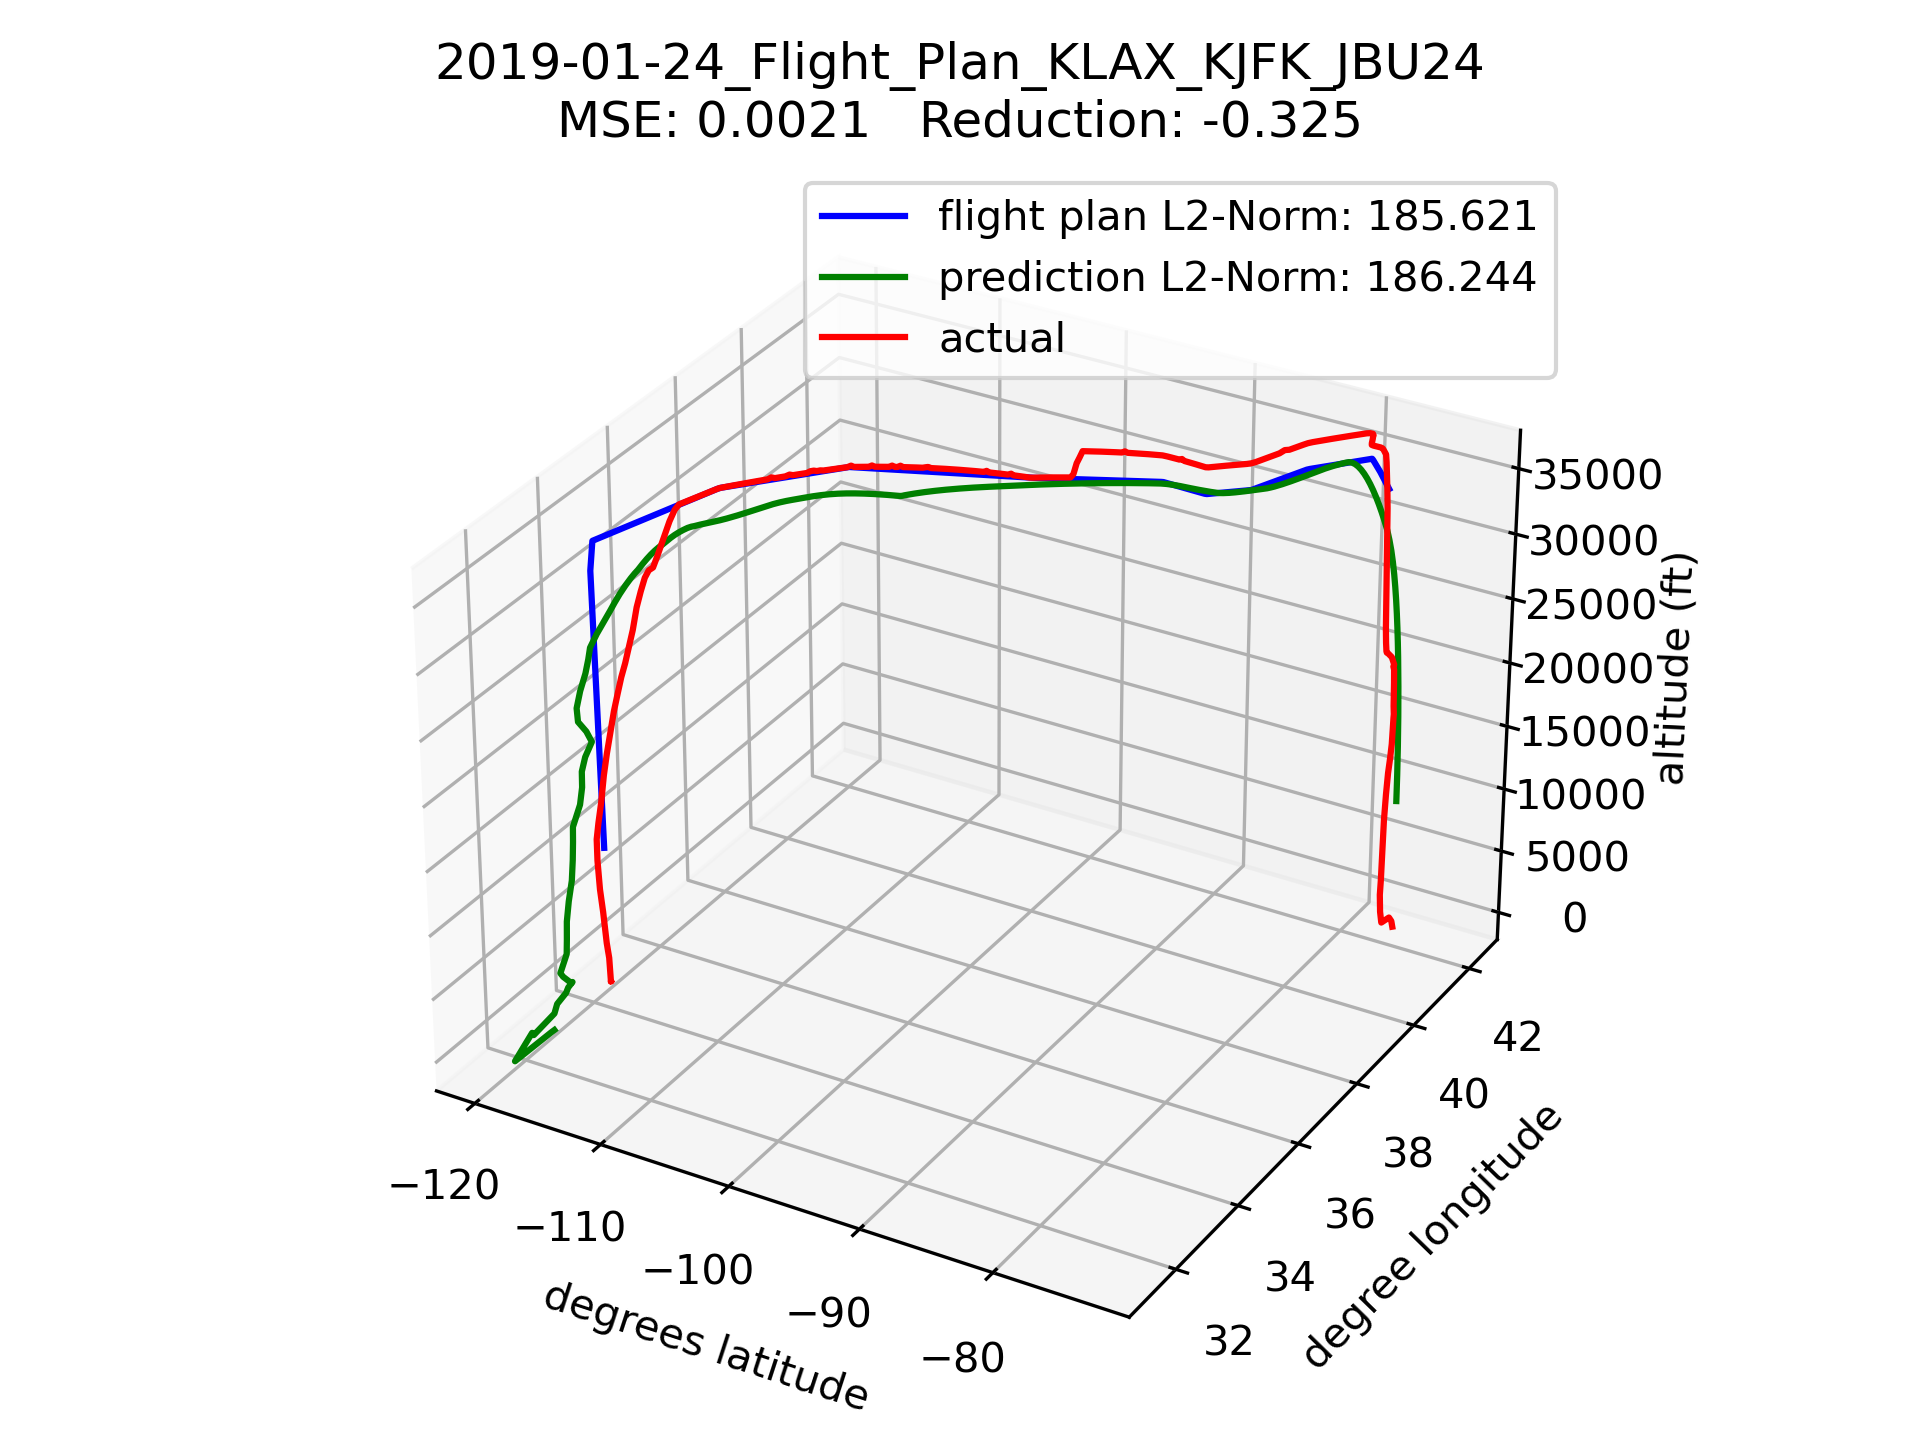 2019-01-24_Flight_Plan_KLAX_KJFK_JBU24
MSE: 0.0021   Reduction: -0.325
flight plan L2-Norm: 185.621
prediction L2-Norm: 186.244
actual
35000
30000
25000
20000
15000
10000
5000
0
altitude (ft)
42
40
38
36
34
32
degree longitude
−120
−110
−100
−90
−80
degrees latitude